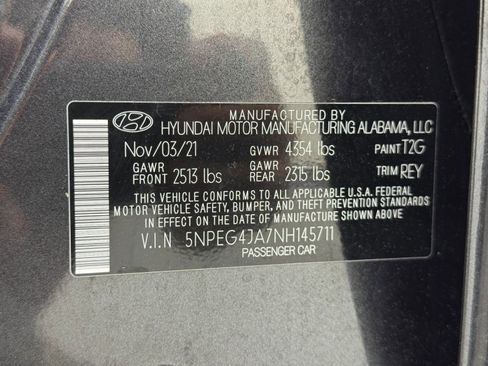 MANUFACTURED BY
HYUNDAI MOTOR MANUFACTURING ALABAMA, LLC
Nov/03/21 GVWR 4354 lbs PAINT T2G
GAWR FRONT 2513 lbs GAWR REAR 2315 lbs TRIM REY
THIS VEHICLE CONFORMS TO ALL APPLICABLE U.S.A. FEDERAL
MOTOR VEHICLE SAFETY, BUMPER, AND THEFT PREVENTION STANDARDS
IN EFFECT ON THE DATE OF MANUFACTURE SHOWN ABOVE.
V.I.N 5NPEG4JA7NH145711
PASSENGER CAR